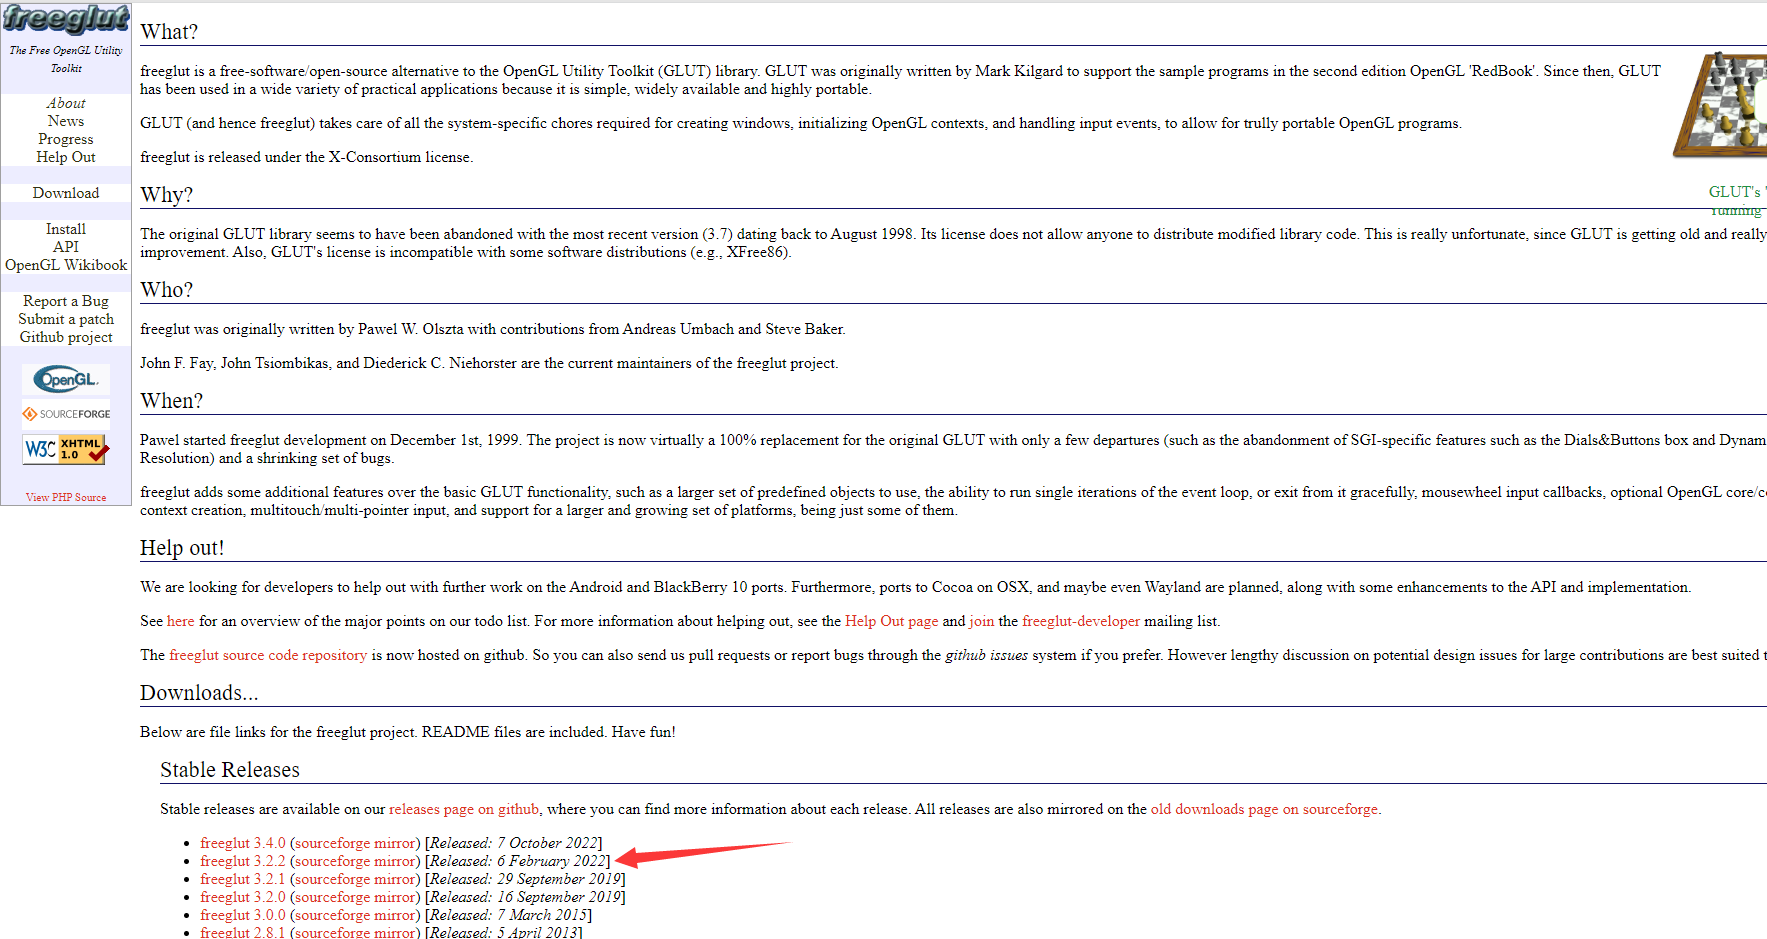 freeglut
The Free OpenGL Utility
Toolkit
About
News
Progress
Help Out
Download
Install
API
OpenGL Wikibook
Report a Bug
Submit a patch
Github project
OpenGL.
SOURCEFORGE
W3C XHTML 1.0
View PHP Source
What?
freeglut is a free-software/open-source alternative to the OpenGL Utility Toolkit (GLUT) library. GLUT was originally written by Mark Kilgard to support the sample programs in the second edition OpenGL 'RedBook'. Since then, GLUT
has been used in a wide variety of practical applications because it is simple, widely available and highly portable.
GLUT (and hence freeglut) takes care of all the system-specific chores required for creating windows, initializing OpenGL contexts, and handling input events, to allow for trully portable OpenGL programs.
freeglut is released under the X-Consortium license.
GLUT's '
running
Why?
The original GLUT library seems to have been abandoned with the most recent version (3.7) dating back to August 1998. Its license does not allow anyone to distribute modified library code. This is really unfortunate, since GLUT is getting old and really
improvement. Also, GLUT's license is incompatible with some software distributions (e.g., XFree86).
Who?
freeglut was originally written by Pawel W. Olszta with contributions from Andreas Umbach and Steve Baker.
John F. Fay, John Tsiombikas, and Diederick C. Niehorster are the current maintainers of the freeglut project.
When?
Pawel started freeglut development on December 1st, 1999. The project is now virtually a 100% replacement for the original GLUT with only a few departures (such as the abandonment of SGI-specific features such as the Dials&Buttons box and Dynam
Resolution) and a shrinking set of bugs.
freeglut adds some additional features over the basic GLUT functionality, such as a larger set of predefined objects to use, the ability to run single iterations of the event loop, or exit from it gracefully, mousewheel input callbacks, optional OpenGL core/c
context creation, multitouch/multi-pointer input, and support for a larger and growing set of platforms, being just some of them.
Help out!
We are looking for developers to help out with further work on the Android and BlackBerry 10 ports. Furthermore, ports to Cocoa on OSX, and maybe even Wayland are planned, along with some enhancements to the API and implementation.
See here for an overview of the major points on our todo list. For more information about helping out, see the Help Out page and join the freeglut-developer mailing list.
The freeglut source code repository is now hosted on github. So you can also send us pull requests or report bugs through the github issues system if you prefer. However lengthy discussion on potential design issues for large contributions are best suited t
Downloads...
Below are file links for the freeglut project. README files are included. Have fun!
Stable Releases
Stable releases are available on our releases page on github, where you can find more information about each release. All releases are also mirrored on the old downloads page on sourceforge.
• freeglut 3.4.0 (sourceforge mirror) [Released: 7 October 2022]
• freeglut 3.2.2 (sourceforge mirror) [Released: 6 February 2022]
• freeglut 3.2.1 (sourceforge mirror) [Released: 29 September 2019]
• freeglut 3.2.0 (sourceforge mirror) [Released: 16 September 2019]
• freeglut 3.0.0 (sourceforge mirror) [Released: 7 March 2015]
• freeglut 2.8.1 (sourceforge mirror) [Released: 5 April 2013]